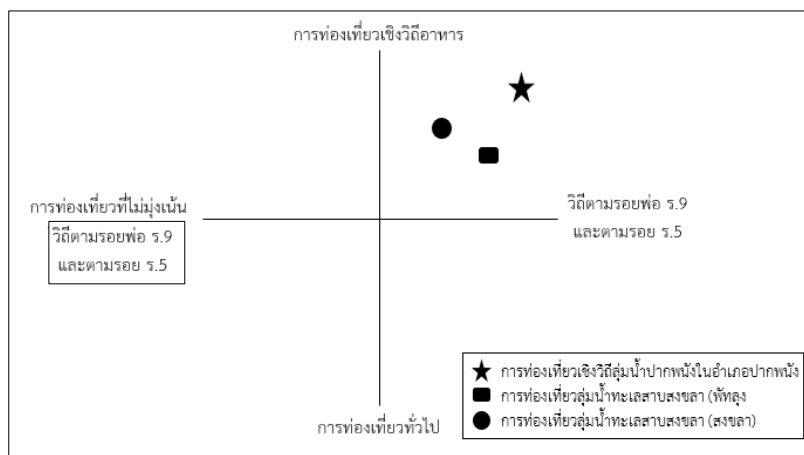 การท่องเที่ยวเชิงวิถีอาหาร
การท่องเที่ยวที่ไม่มุ่งเน้น
วิถีตามรอยพ่อ ร.9
และตามรอย ร.5
วิถีตามรอยพ่อ ร.9
และตามรอย ร.5
การท่องเที่ยวเชิงวิถีลุ่มน้ำปากพนังในอำเภอปากพนัง
การท่องเที่ยวลุ่มน้ำทะเลสาบสงขลา (พัทลุง
การท่องเที่ยวลุ่มน้ำทะเลสาบสงขลา (สงขลา)
การท่องเที่ยวทั่วไป